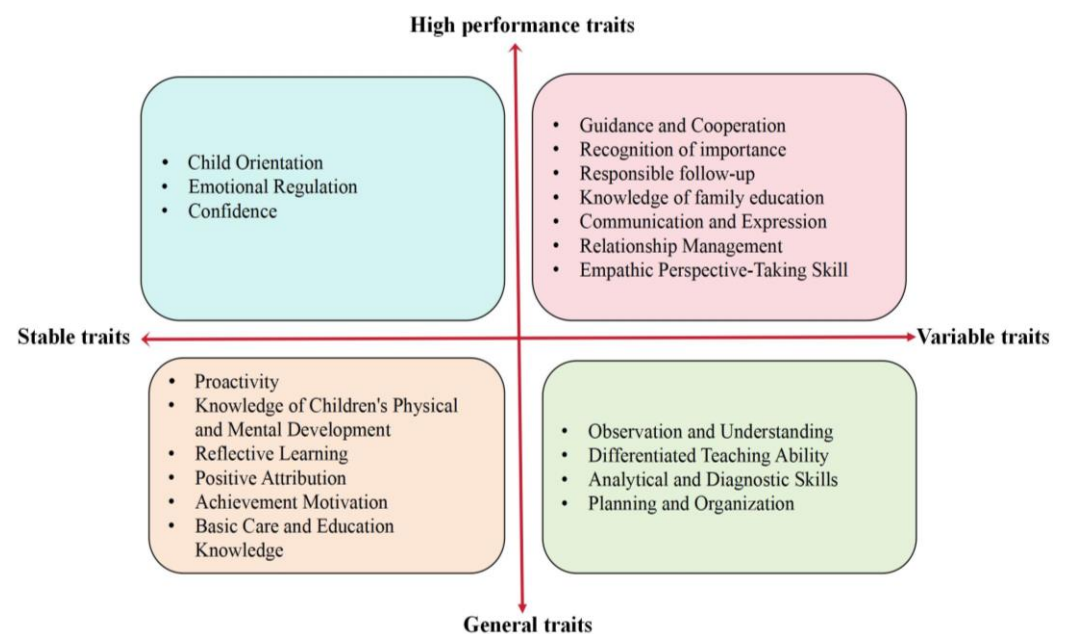 High performance traits
• Child Orientation
• Emotional Regulation
• Confidence
• Guidance and Cooperation
• Recognition of importance
• Responsible follow-up
• Knowledge of family education
• Communication and Expression
• Relationship Management
• Empathic Perspective-Taking Skill
Stable traits
Variable traits
• Proactivity
• Knowledge of Children's Physical
and Mental Development
• Reflective Learning
• Positive Attribution
• Achievement Motivation
• Basic Care and Education
Knowledge
• Observation and Understanding
• Differentiated Teaching Ability
• Analytical and Diagnostic Skills
• Planning and Organization
General traits